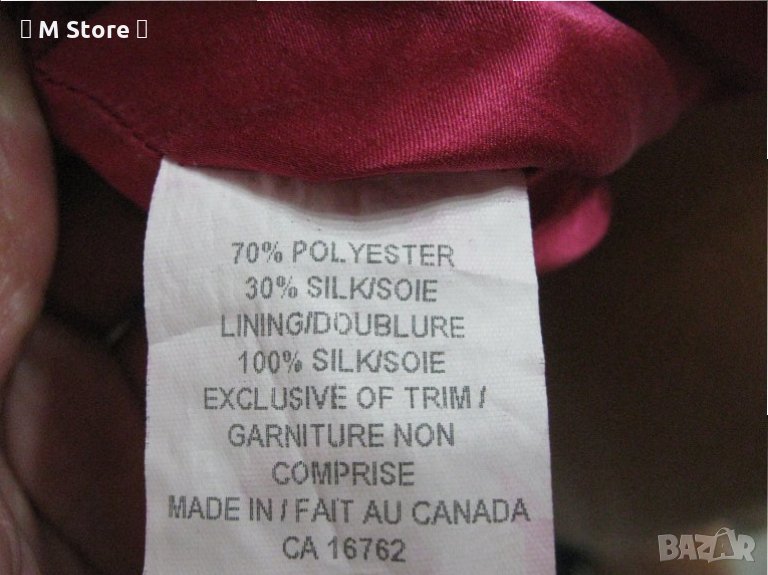 M Store
70% POLYESTER
30% SILK/SOIE
LINING/DOUBLURE
100% SILK/SOIE
EXCLUSIVE OF TRIM /
GARNITURE NON
COMPRISE
MADE IN / FAIT AU CANADA
CA 16762
BAZAR